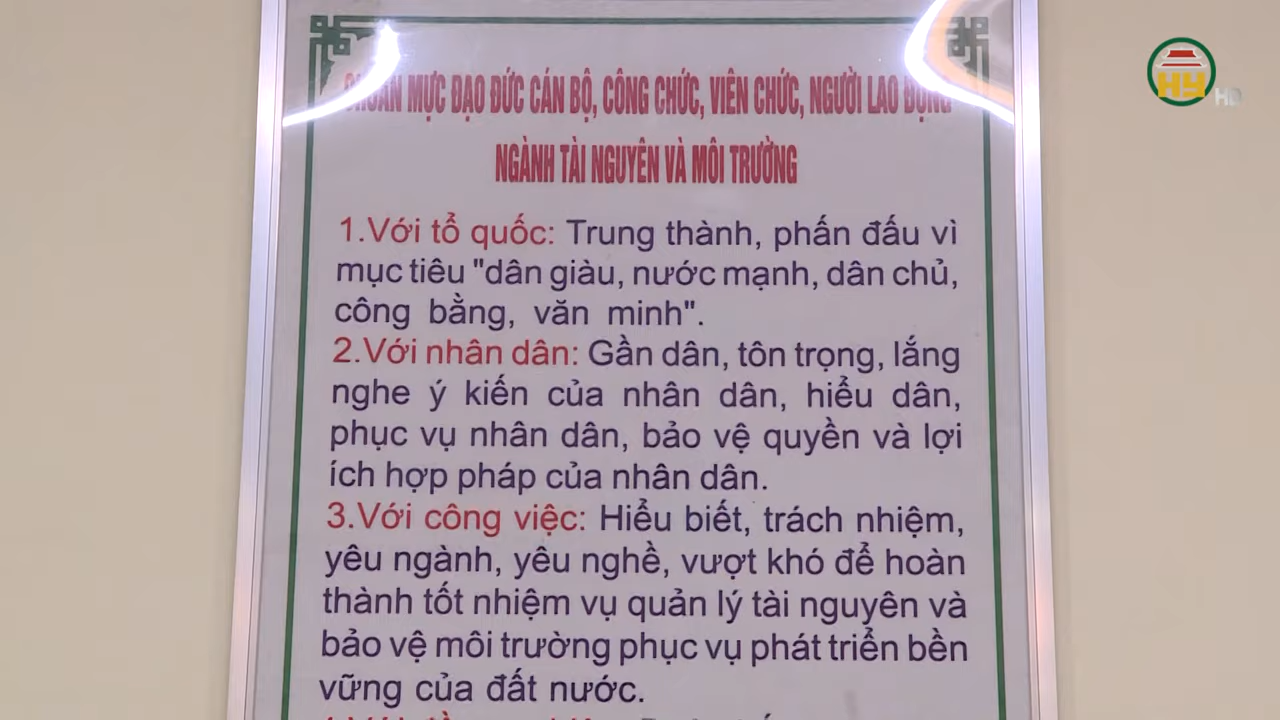 CHUẨN MỰC ĐẠO ĐỨC CÁN BỘ, CÔNG CHỨC, VIÊN CHỨC, NGƯỜI LAO ĐỘNG
NGÀNH TÀI NGUYÊN VÀ MÔI TRƯỜNG
1.Với tổ quốc: Trung thành, phấn đấu vì
mục tiêu "dân giàu, nước mạnh, dân chủ,
công bằng, văn minh".
2.Với nhân dân: Gần dân, tôn trọng, lắng
nghe ý kiến của nhân dân, hiểu dân,
phục vụ nhân dân, bảo vệ quyền và lợi
ích hợp pháp của nhân dân.
3.Với công việc: Hiểu biết, trách nhiệm,
yêu ngành, yêu nghề, vượt khó để hoàn
thành tốt nhiệm vụ quản lý tài nguyên và
bảo vệ môi trường phục vụ phát triển bền
vững của đất nước.
HY HD